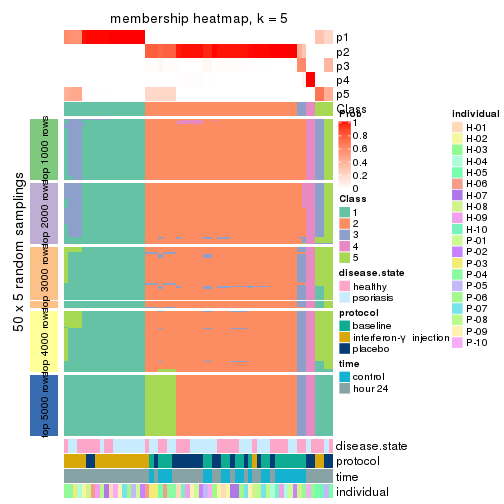 membership heatmap, k = 5
p1
p2
p3
p4
p5
Class
50 x 5 random samplings
top 1000 rows
top 2000 rows
top 3000 rows
top 4000 rows
top 5000 rows
disease.state
protocol
time
individual
Prob
1
0.8
0.6
0.4
0.2
0
Class
1
2
3
4
5
disease.state
healthy
psoriasis
protocol
baseline
interferon-γ injection
placebo
time
control
hour 24
individual
H-01
H-02
H-03
H-04
H-05
H-06
H-07
H-08
H-09
H-10
P-01
P-02
P-03
P-04
P-05
P-06
P-07
P-08
P-09
P-10